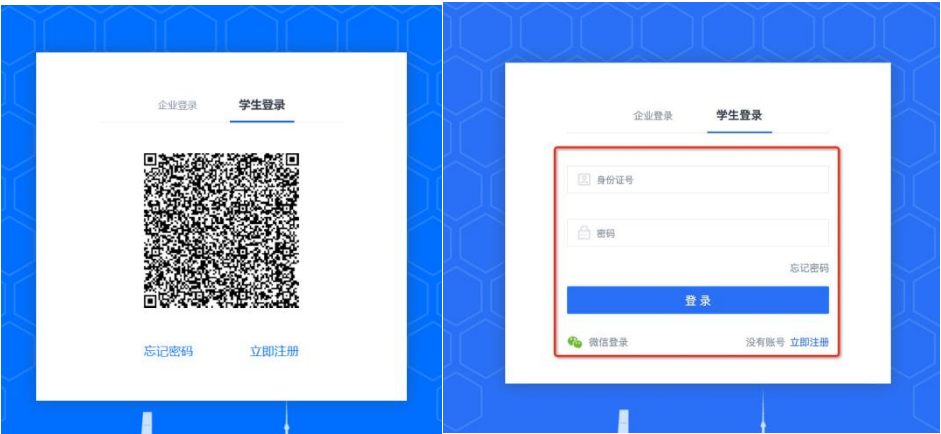 企业登录 学生登录
忘记密码 立即注册
企业登录 学生登录
身份证号
密码
忘记密码
登录
微信登录 没有账号 立即注册